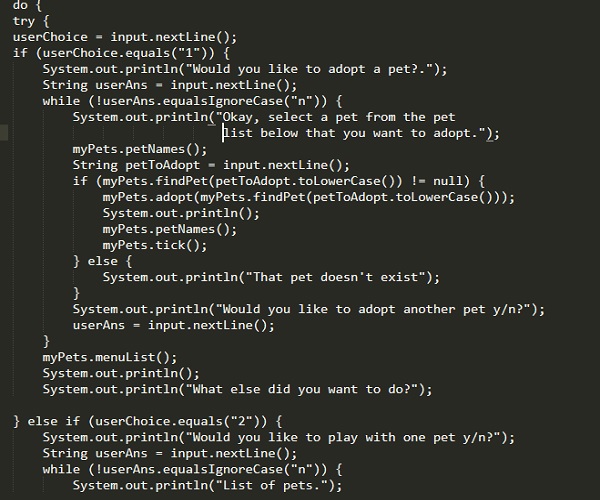 do {
try {
userChoice = input.nextLine();
if (userChoice.equals("1")) {
System.out.println("Would you like to adopt a pet?.");
String userAns = input.nextLine();
while (!userAns.equalsIgnoreCase("n")) {
System.out.println("Okay, select a pet from the pet
list below that you want to adopt.");
myPets.petNames();
String petToAdopt = input.nextLine();
if (myPets.findPet(petToAdopt.toLowerCase()) != null) {
myPets.adopt(myPets.findPet(petToAdopt.toLowerCase()));
System.out.println();
myPets.petNames();
myPets.tick();
} else {
System.out.println("That pet doesn't exist");
}
System.out.println("Would you like to adopt another pet y/n?");
userAns = input.nextLine();
}
myPets.menuList();
System.out.println();
System.out.println("What else did you want to do?");
} else if (userChoice.equals("2")) {
System.out.println("Would you like to play with one pet y/n?");
String userAns = input.nextLine();
while (!userAns.equalsIgnoreCase("n")) {
System.out.println("List of pets.");